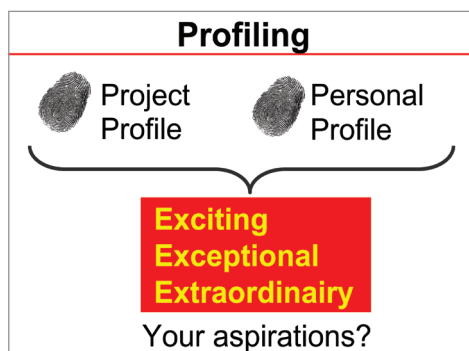 Profiling
Project
Profile
Personal
Profile
Exciting
Exceptional
Extraordinairy
Your aspirations?